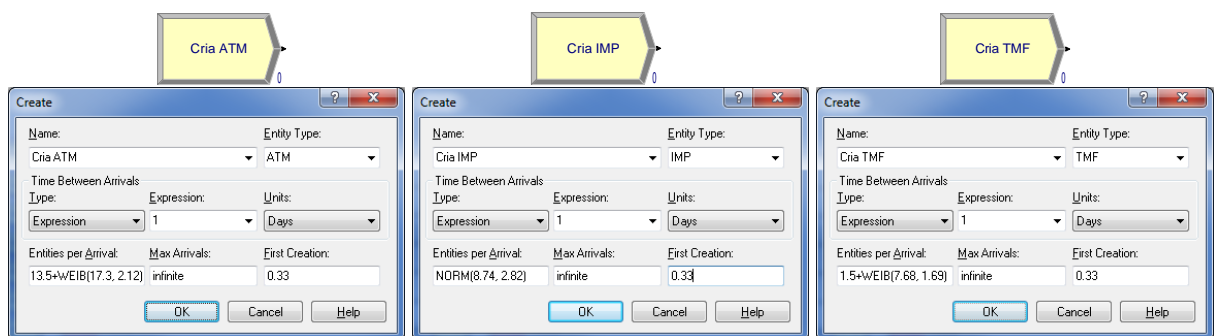 Cria ATM
0
Cria IMP
0
Cria TMF
0
Create
?
X
Name:
Entity Type:
Cria ATM
ATM
Time Between Arrivals
Type:
Expression:
Units:
Expression
1
Days
Entities per Arrival:
Max Arrivals:
First Creation:
13.5+WEIB(17.3, 2.12)
infinite
0.33
OK
Cancel
Help
Create
?
X
Name:
Entity Type:
Cria IMP
IMP
Time Between Arrivals
Type:
Expression:
Units:
Expression
1
Days
Entities per Arrival:
Max Arrivals:
First Creation:
NORM(8.74, 2.82)
infinite
0.33
OK
Cancel
Help
Create
?
X
Name:
Entity Type:
Cria TMF
TMF
Time Between Arrivals
Type:
Expression:
Units:
Expression
1
Days
Entities per Arrival:
Max Arrivals:
First Creation:
1.5+WEIB(7.68, 1.69)
infinite
0.33
OK
Cancel
Help